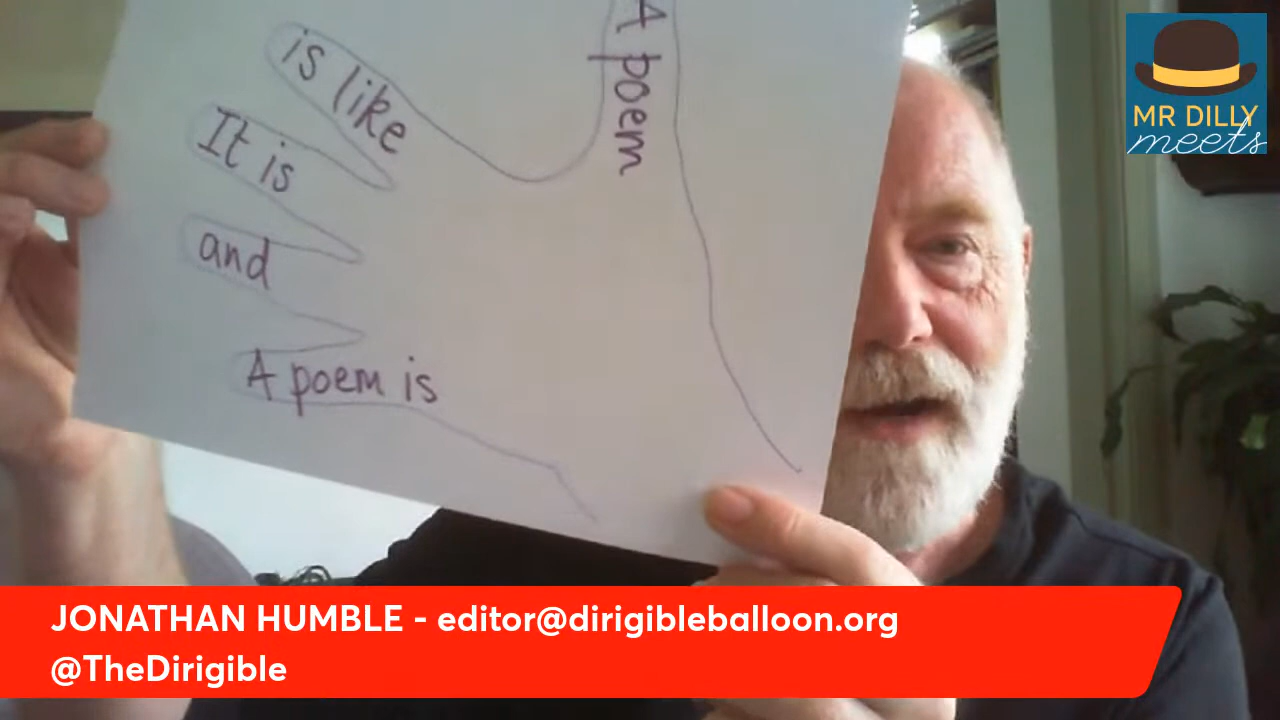 A poem
is like
It is
and
A poem is
MR DILLY
meets
JONATHAN HUMBLE - editor@dirigibleballoon.org
@TheDirigible